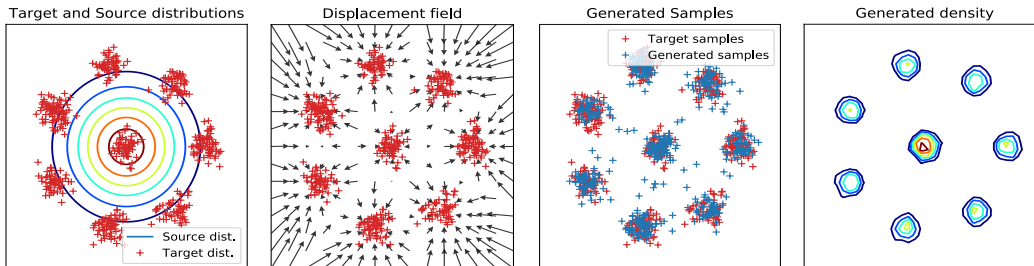 Target and Source distributions
Source dist.
Target dist.
Displacement field
Generated Samples
Target samples
Generated samples
Generated density